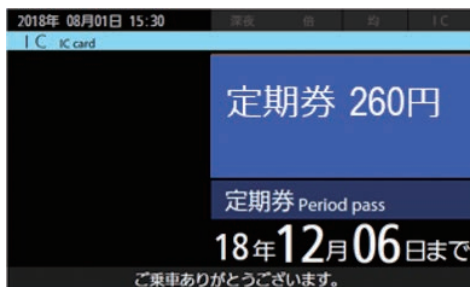 2018年 08月01日 15:30 深夜 倍 均 IC
IC IC card
定期券 260円
定期券 Period pass
18年12月06日まで
ご乗車ありがとうございます。